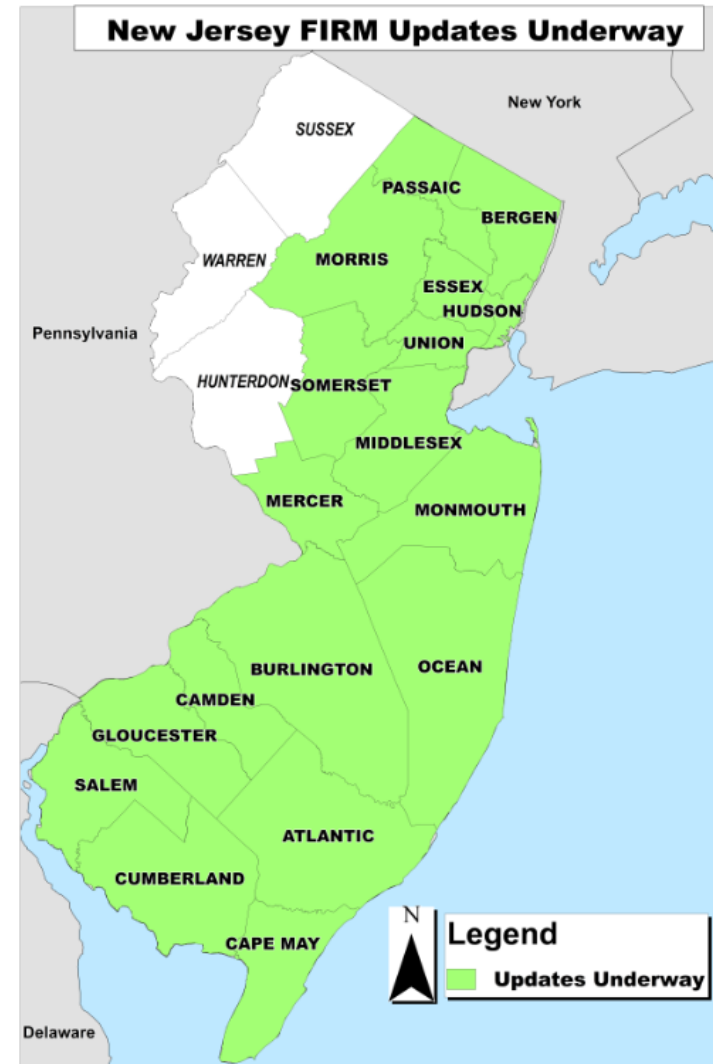 New Jersey FIRM Updates Underway
New York
SUSSEX
PASSAIC
BERGEN
WARREN
MORRIS
ESSEX
HUDSON
Pennsylvania
UNION
HUNTERDON
SOMERSET
MIDDLESEX
MERCER
MONMOUTH
BURLINGTON
OCEAN
CAMDEN
GLOUCESTER
SALEM
ATLANTIC
CUMBERLAND
CAPE MAY
N
Legend
Updates Underway
Delaware